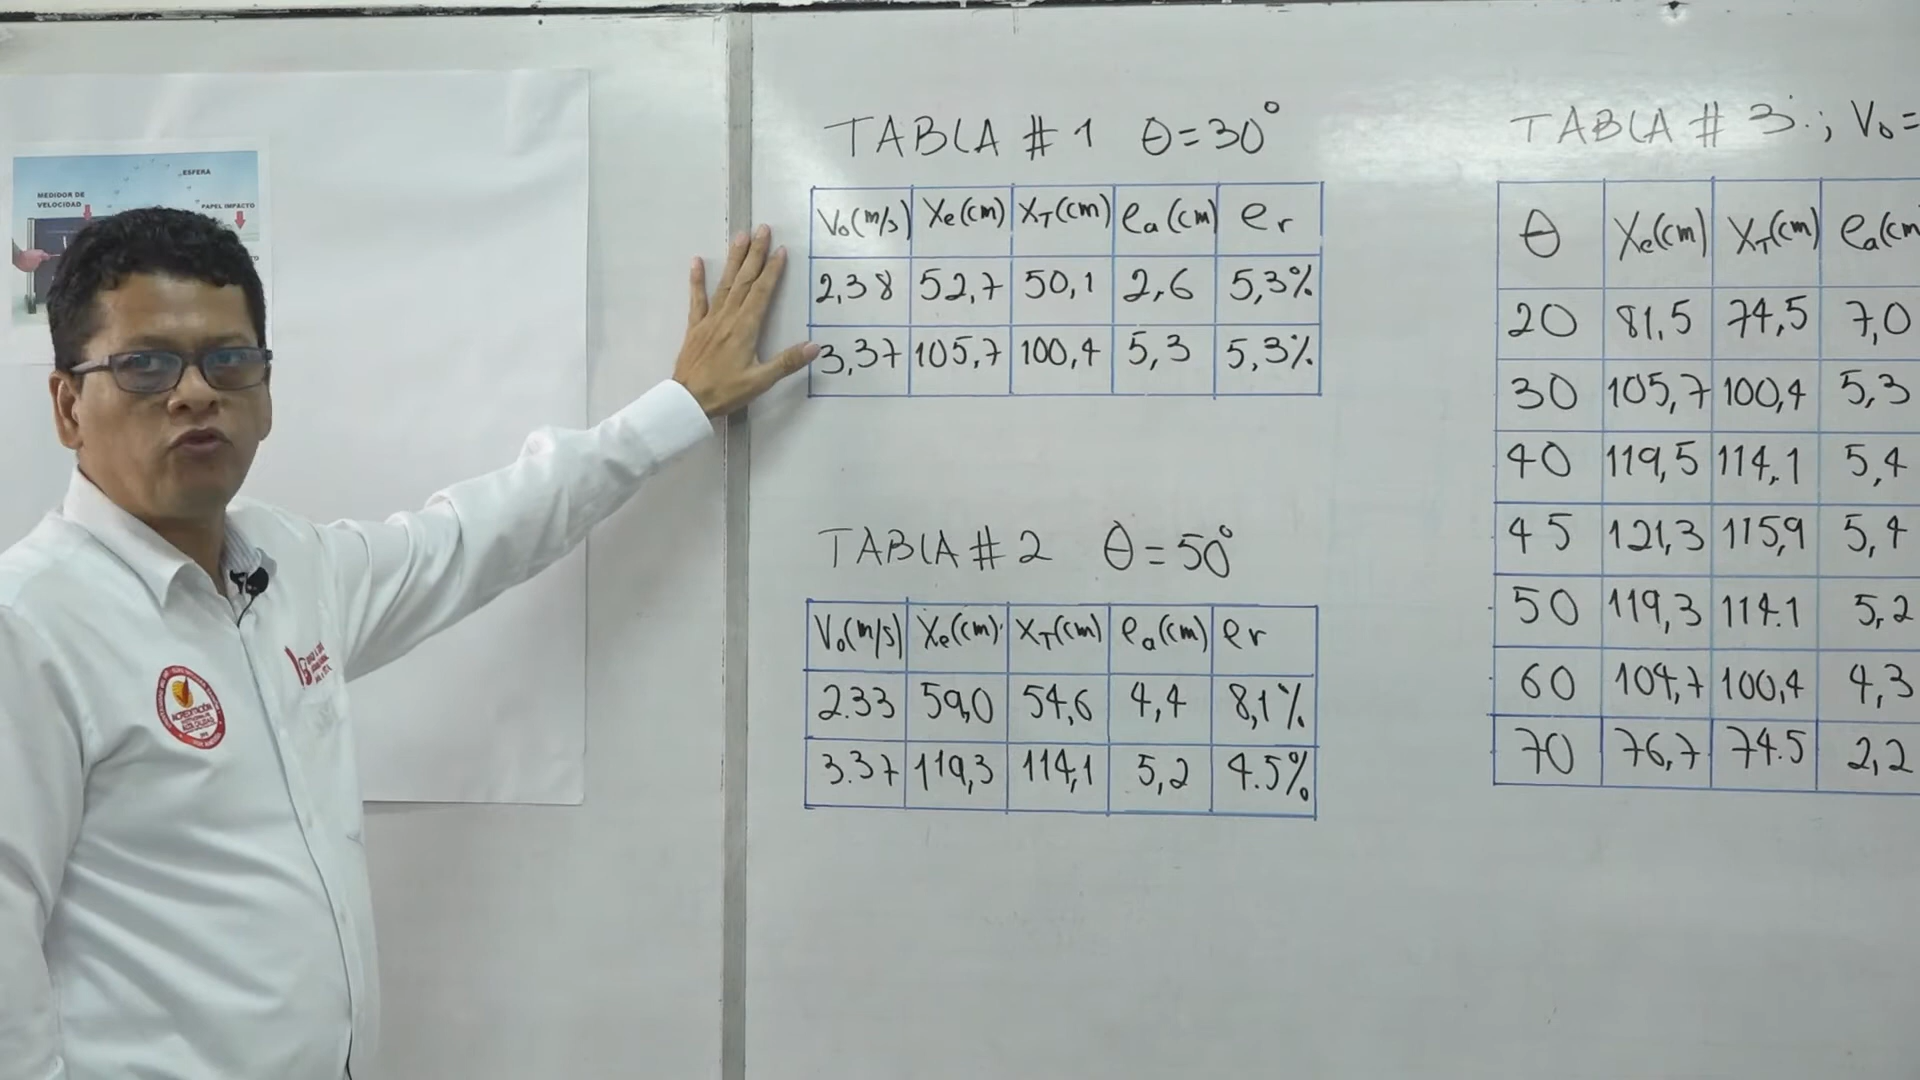 ESFERA
MEDIDOR DE
VELOCIDAD
PAPEL IMPACTO
ACREDITACIÓN
TABLA # 1 θ = 30°
V₀(m/s) Xe(cm) X_T(cm) ea(cm) er
2,38 52,7 50,1 2,6 5,3%
3,37 105,7 100,4 5,3 5,3%
TABLA # 2 θ = 50°
V₀(m/s) Xe(cm) X_T(cm) ea(cm) er
2.33 59,0 54,6 4,4 8,1%
3.37 119,3 114,1 5,2 4.5%
TABLA # 3 ; V₀ =
θ Xe(cm) X_T(cm) ea(cm
20 81,5 74,5 7,0
30 105,7 100,4 5,3
40 119,5 114,1 5,4
45 121,3 115,9 5,4
50 119,3 114.1 5,2
60 104,7 100,4 4,3
70 76,7 74.5 2,2